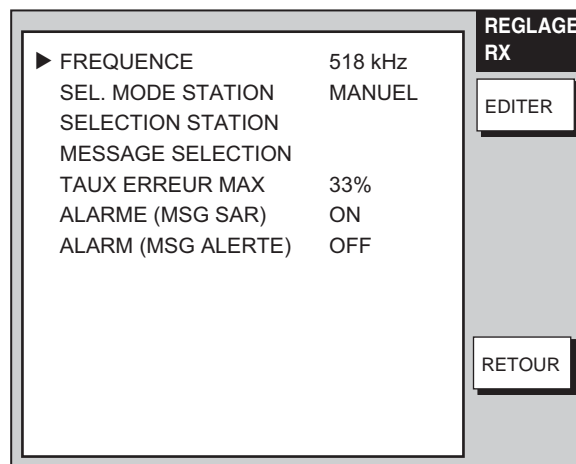 REGLAGE
RX
▶ FREQUENCE 518 kHz
SEL. MODE STATION MANUEL
SELECTION STATION
MESSAGE SELECTION
TAUX ERREUR MAX 33%
ALARME (MSG SAR) ON
ALARM (MSG ALERTE) OFF
EDITER
RETOUR